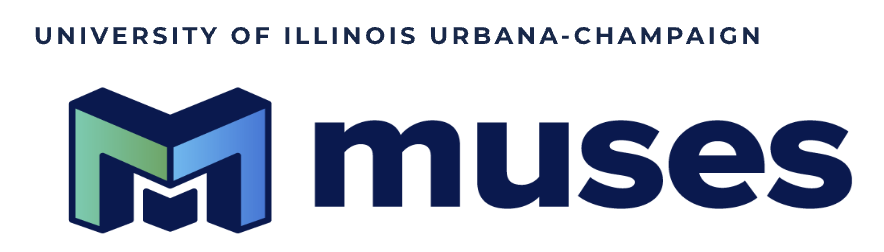 UNIVERSITY OF ILLINOIS URBANA-CHAMPAIGN
muses